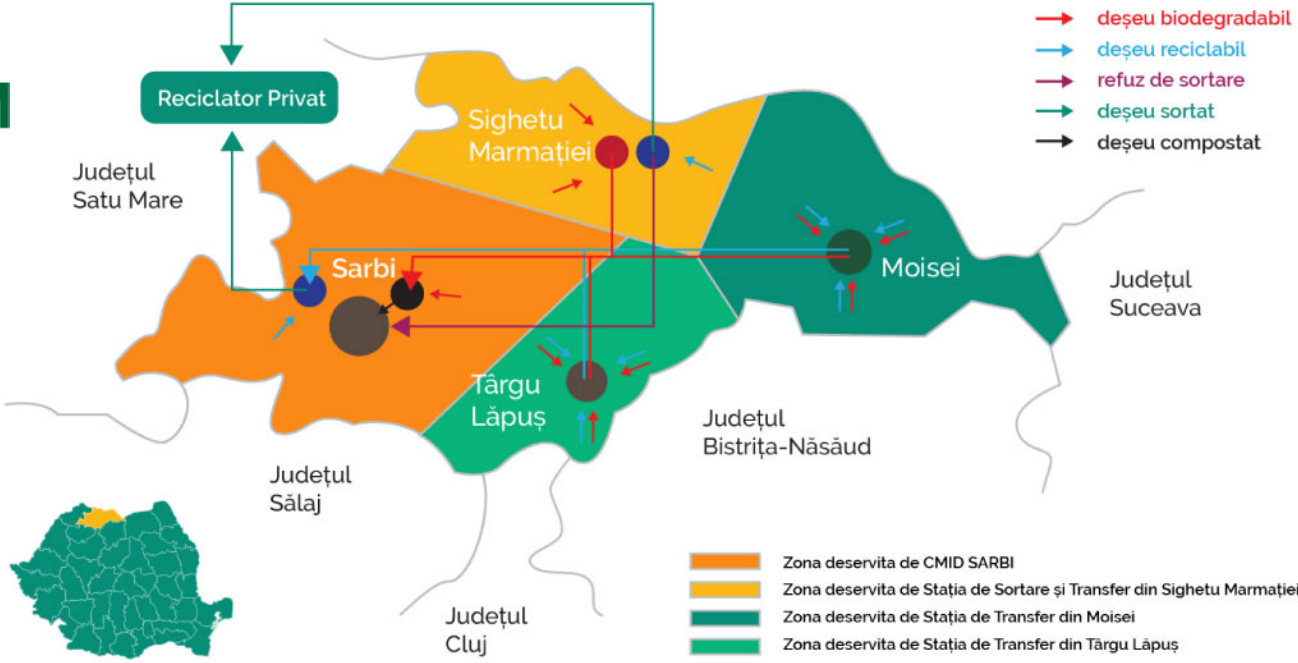 deșeu biodegradabil
deșeu reciclabil
refuz de sortare
deșeu sortat
deșeu compostat
Reciclator Privat
Sighetu
Marmației
Județul
Satu Mare
Sarbi
Moisei
Județul
Suceava
Târgu
Lăpuș
Județul
Bistrița-Năsăud
Județul
Sălaj
Județul
Cluj
Zona deservita de CMID SARBI
Zona deservita de Stația de Sortare și Transfer din Sighetu Marmației
Zona deservita de Stația de Transfer din Moisei
Zona deservita de Stația de Transfer din Târgu Lăpuș